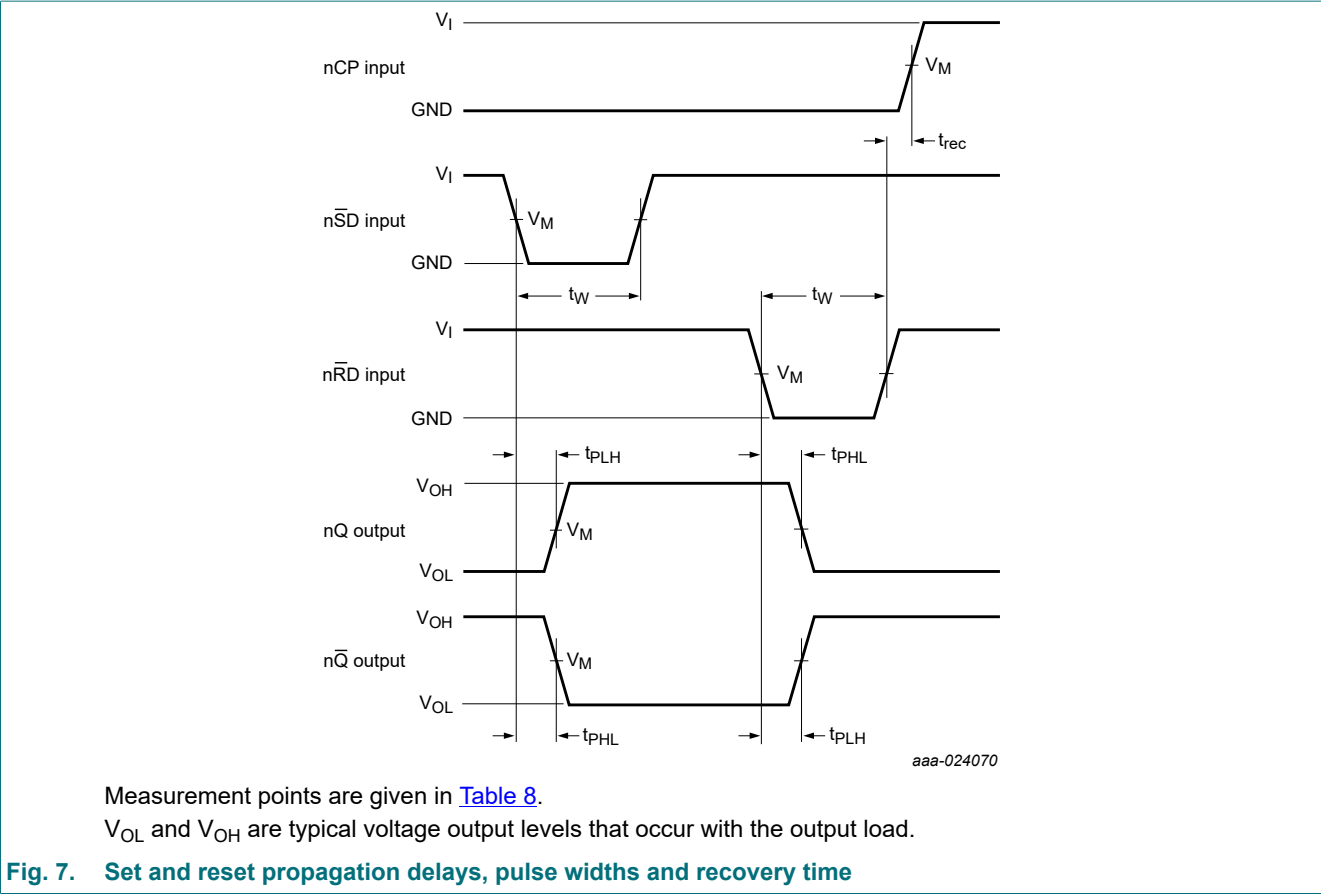 VI
nCP input
VM
GND
trec
VI
nS̅D input
VM
GND
tW
tW
VI
nR̅D input
VM
GND
tPLH
tPHL
VOH
nQ output
VM
VOL
VOH
nQ̅ output
VM
VOL
tPHL
tPLH
aaa-024070
Measurement points are given in Table 8.
VOL and VOH are typical voltage output levels that occur with the output load.
Fig. 7. Set and reset propagation delays, pulse widths and recovery time